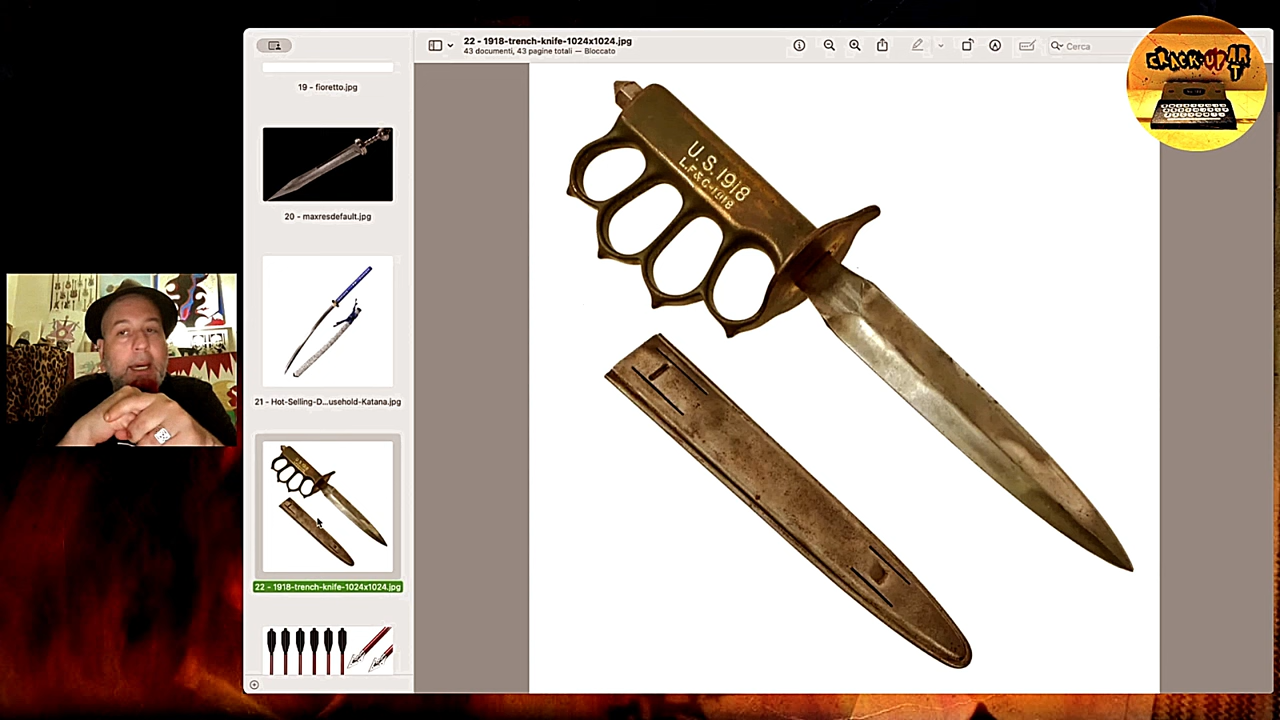 22 - 1918-trench-knife-1024x1024.jpg
43 documenti, 43 pagine totali — Bloccato
Cerca
CRACK-UP ART
19 - fioretto.jpg
20 - maxresdefault.jpg
21 - Hot-Selling-D...usehold-Katana.jpg
22 - 1918-trench-knife-1024x1024.jpg
U.S. 1918
L.F.& C.-1918